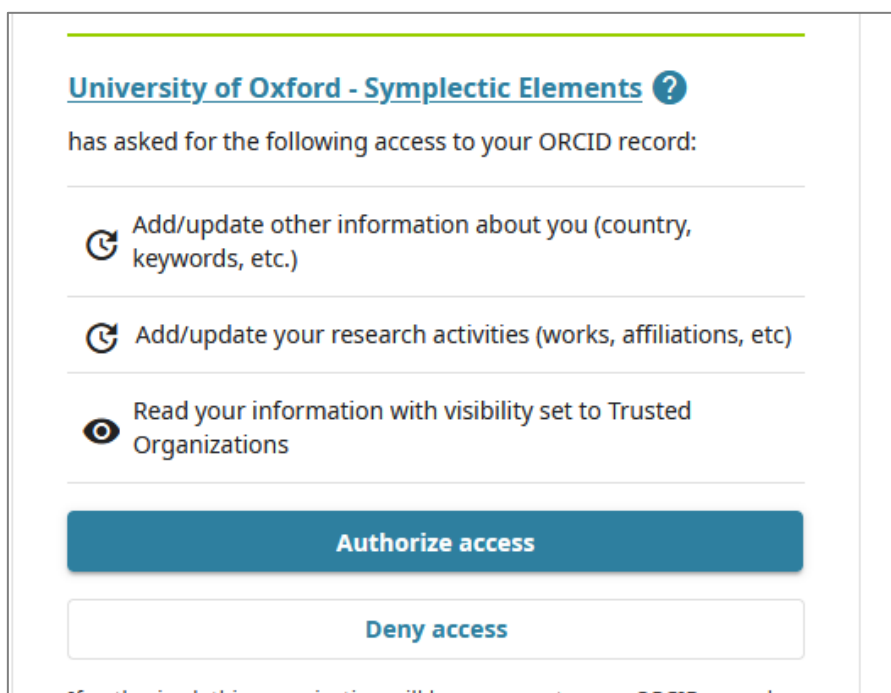 University of Oxford - Symplectic Elements ?
has asked for the following access to your ORCID record:
Add/update other information about you (country,
keywords, etc.)
Add/update your research activities (works, affiliations, etc)
Read your information with visibility set to Trusted
Organizations
Authorize access
Deny access